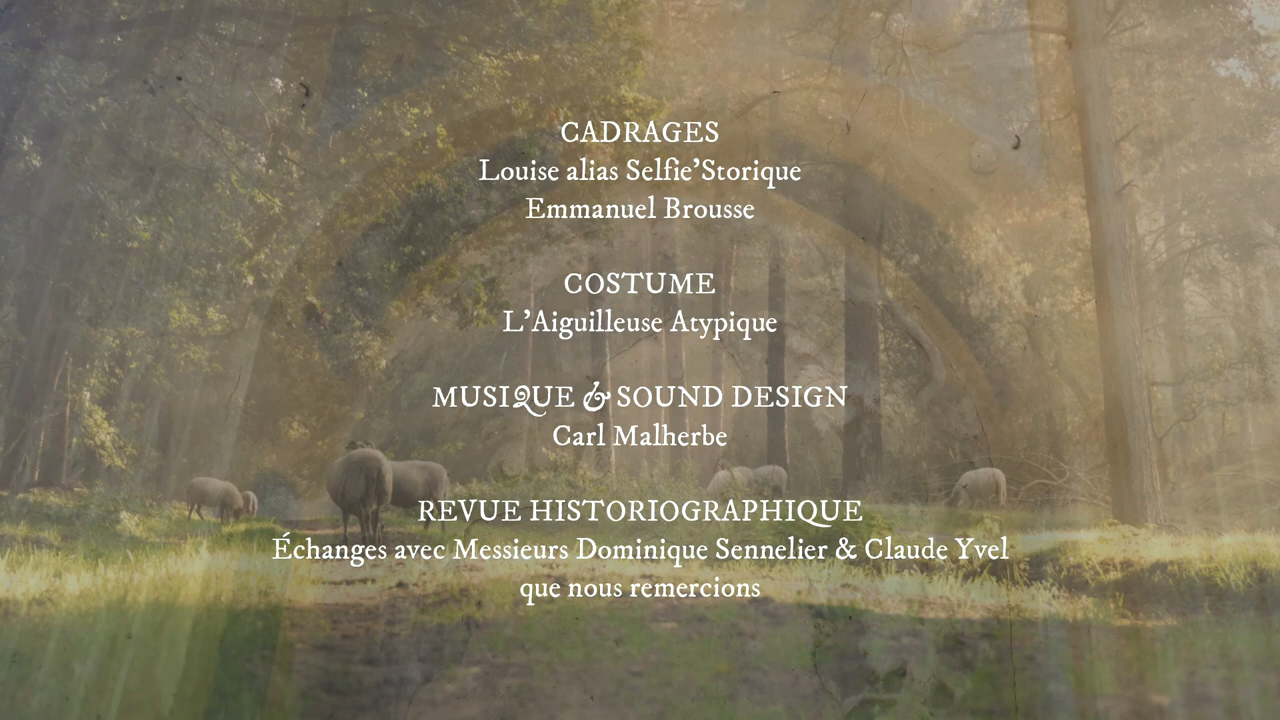 CADRAGES
Louise alias Selfie’Storique
Emmanuel Brousse
COSTUME
L’Aiguilleuse Atypique
MUSIQUE & SOUND DESIGN
Carl Malherbe
REVUE HISTORIOGRAPHIQUE
Échanges avec Messieurs Dominique Sennelier & Claude Yvel
que nous remercions